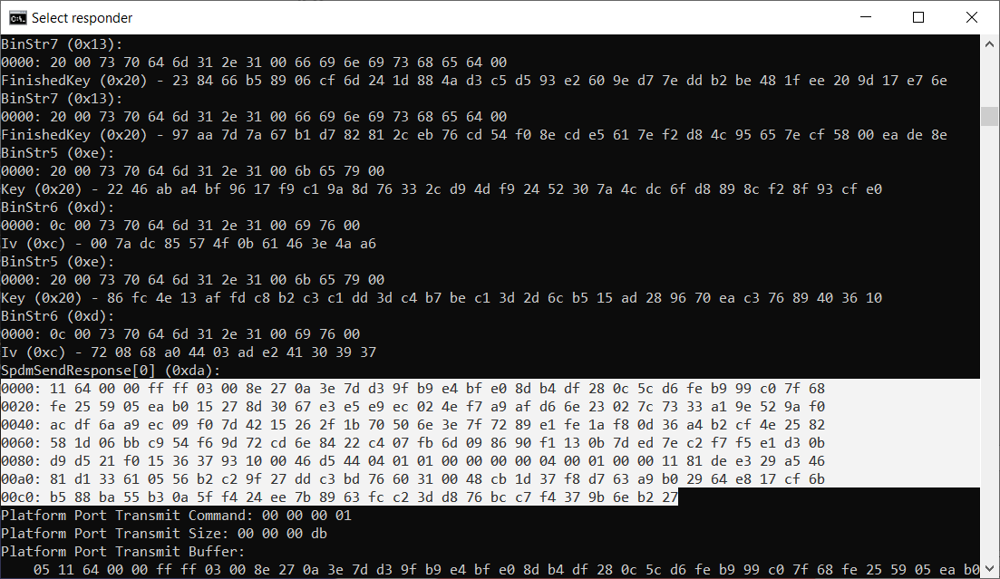 Select responder
BinStr7 (0x13):
0000: 20 00 73 70 64 6d 31 2e 31 00 66 69 6e 69 73 68 65 64 00
FinishedKey (0x20) - 23 84 66 b5 89 06 cf 6d 24 1d 88 4a d3 c5 d5 93 e2 60 9e d7 7e dd b2 be 48 1f ee 20 9d 17 e7 6e
BinStr7 (0x13):
0000: 20 00 73 70 64 6d 31 2e 31 00 66 69 6e 69 73 68 65 64 00
FinishedKey (0x20) - 97 aa 7d 7a 67 b1 d7 82 81 2c eb 76 cd 54 f0 8e cd e5 61 7e f2 d8 4c 95 65 7e cf 58 00 ea de 8e
BinStr5 (0xe):
0000: 20 00 73 70 64 6d 31 2e 31 00 6b 65 79 00
Key (0x20) - 22 46 ab a4 bf 96 17 f9 c1 9a 8d 76 33 2c d9 4d f9 24 52 30 7a 4c dc 6f d8 89 8c f2 8f 93 cf e0
BinStr6 (0xd):
0000: 0c 00 73 70 64 6d 31 2e 31 00 69 76 00
Iv (0xc) - 00 7a dc 85 57 4f 0b 61 46 3e 4a a6
BinStr5 (0xe):
0000: 20 00 73 70 64 6d 31 2e 31 00 6b 65 79 00
Key (0x20) - 86 fc 4e 13 af fd c8 b2 c3 c1 dd 3d c4 b7 be c1 3d 2d 6c b5 15 ad 28 96 70 ea c3 76 89 40 36 10
BinStr6 (0xd):
0000: 0c 00 73 70 64 6d 31 2e 31 00 69 76 00
Iv (0xc) - 72 08 68 a0 44 03 ad e2 41 30 39 37
SpdmSendResponse[0] (0xda):
0000: 11 64 00 00 ff ff 03 00 8e 27 0a 3e 7d d3 9f b9 e4 bf e0 8d b4 df 28 0c 5c d6 fe b9 99 c0 7f 68
0020: fe 25 59 05 ea b0 15 27 8d 30 67 e3 e5 e9 ec 02 4e f7 a9 af d6 6e 23 02 7c 73 33 a1 9e 52 9a f0
0040: ac df 6a a9 ec 09 f0 7d 42 15 26 2f 1b 70 50 6e 3e 7f 72 89 e1 fe 1a f8 0d 36 a4 b2 cf 4e 25 82
0060: 58 1d 06 bb c9 54 f6 9d 72 cd 6e 84 22 c4 07 fb 6d 09 86 90 f1 13 0b 7d ed 7e c2 f7 f5 e1 d3 0b
0080: d9 d5 21 f0 15 36 37 93 10 00 46 d5 44 04 01 01 00 00 00 00 04 00 01 00 00 11 81 de e3 29 a5 46
00a0: 81 d1 33 61 05 56 b2 c2 9f 27 dd c3 bd 76 60 31 00 48 cb 1d 37 f8 d7 63 a9 b0 29 64 e8 17 cf 6b
00c0: b5 88 ba 55 b3 0a 5f f4 24 ee 7b 89 63 fc c2 3d d8 76 bc c7 f4 37 9b 6e b2 27
Platform Port Transmit Command: 00 00 00 01
Platform Port Transmit Size: 00 00 00 db
Platform Port Transmit Buffer:
05 11 64 00 00 ff ff 03 00 8e 27 0a 3e 7d d3 9f b9 e4 bf e0 8d b4 df 28 0c 5c d6 fe b9 99 c0 7f 68 fe 25 59 05 ea b0